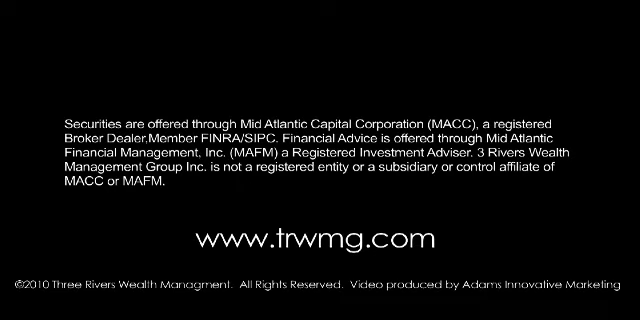 Securities are offered through Mid Atlantic Capital Corporation (MACC), a registered
Broker Dealer,Member FINRA/SIPC. Financial Advice is offered through Mid Atlantic
Financial Management, Inc. (MAFM) a Registered Investment Adviser. 3 Rivers Wealth
Management Group Inc. is not a registered entity or a subsidiary or control affiliate of
MACC or MAFM.
www.trwmg.com
©2010 Three Rivers Wealth Managment. All Rights Reserved. Video produced by Adams Innovative Marketing